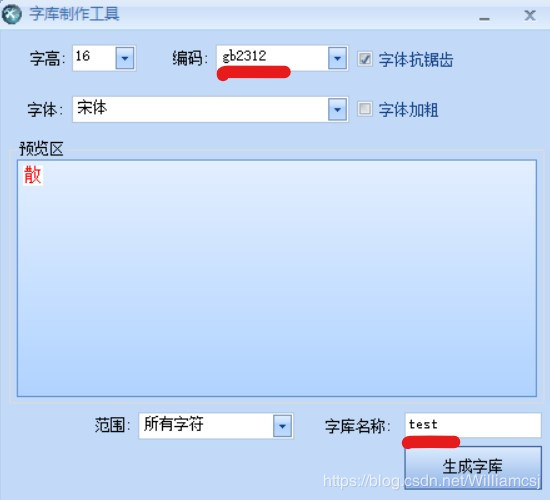 字库制作工具
字高: 16 编码: gb2312 字体抗锯齿
字体: 宋体 字体加粗
预览区
散
范围: 所有字符 字库名称: test
生成字库
https://blog.csdn.net/Williamcsj